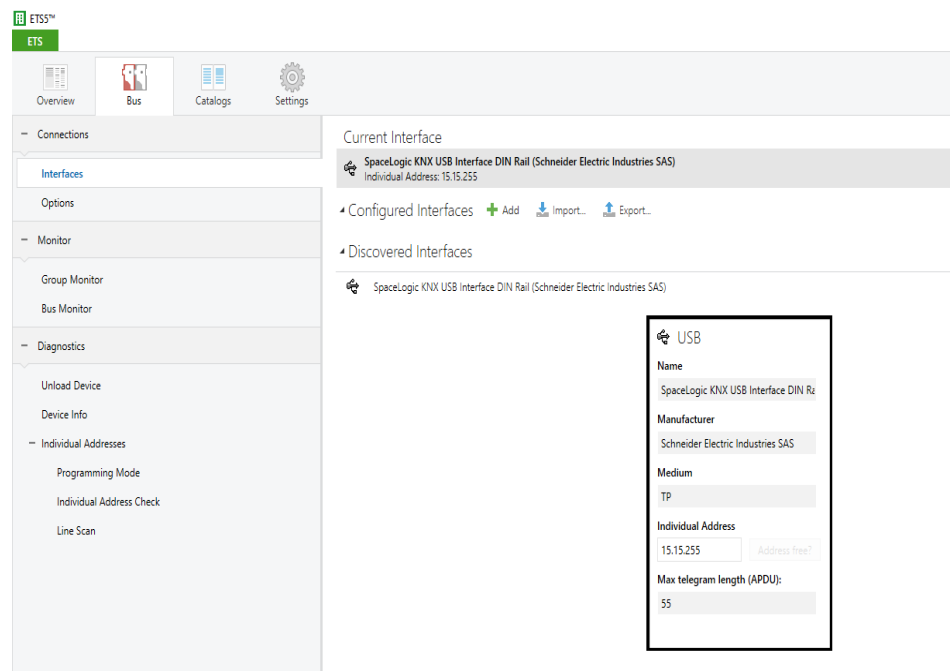 ETS5™
ETS
Overview
Bus
Catalogs
Settings
Connections
Interfaces
Options
Monitor
Group Monitor
Bus Monitor
Diagnostics
Unload Device
Device Info
Individual Addresses
Programming Mode
Individual Address Check
Line Scan
Current Interface
SpaceLogic KNX USB Interface DIN Rail (Schneider Electric Industries SAS)
Individual Address: 15.15.255
Configured Interfaces Add Import... Export...
Discovered Interfaces
SpaceLogic KNX USB Interface DIN Rail (Schneider Electric Industries SAS)
USB
Name
SpaceLogic KNX USB Interface DIN Ra
Manufacturer
Schneider Electric Industries SAS
Medium
TP
Individual Address
15.15.255 Address free?
Max telegram length (APDU):
55